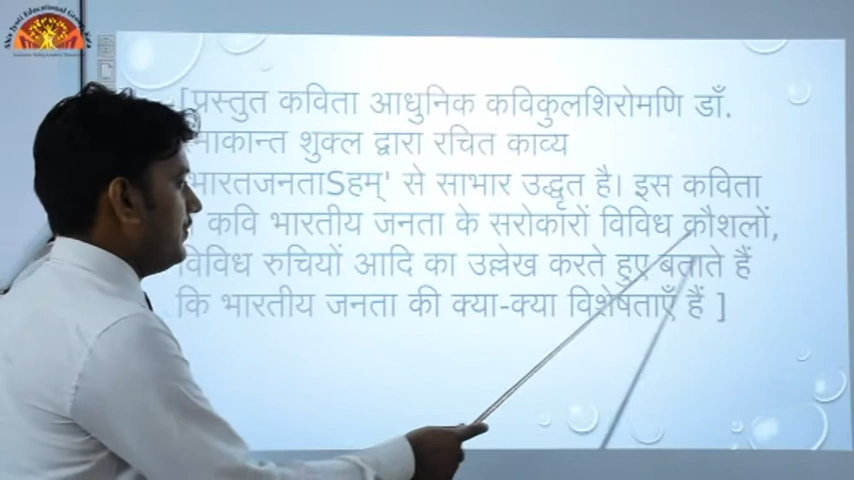 [प्रस्तुत कविता आधुनिक कविकुलशिरोमणि डॉ.
शुक्ल द्वारा रचित काव्य
से साभार उद्धृत है। इस कविता
कवि भारतीय जनता के सरोकारों विविध कौशलों,
विविध रुचियों आदि का उल्लेख करते हुए बताते हैं
कि भारतीय जनता की क्या-क्या विशेषताएँ हैं ]